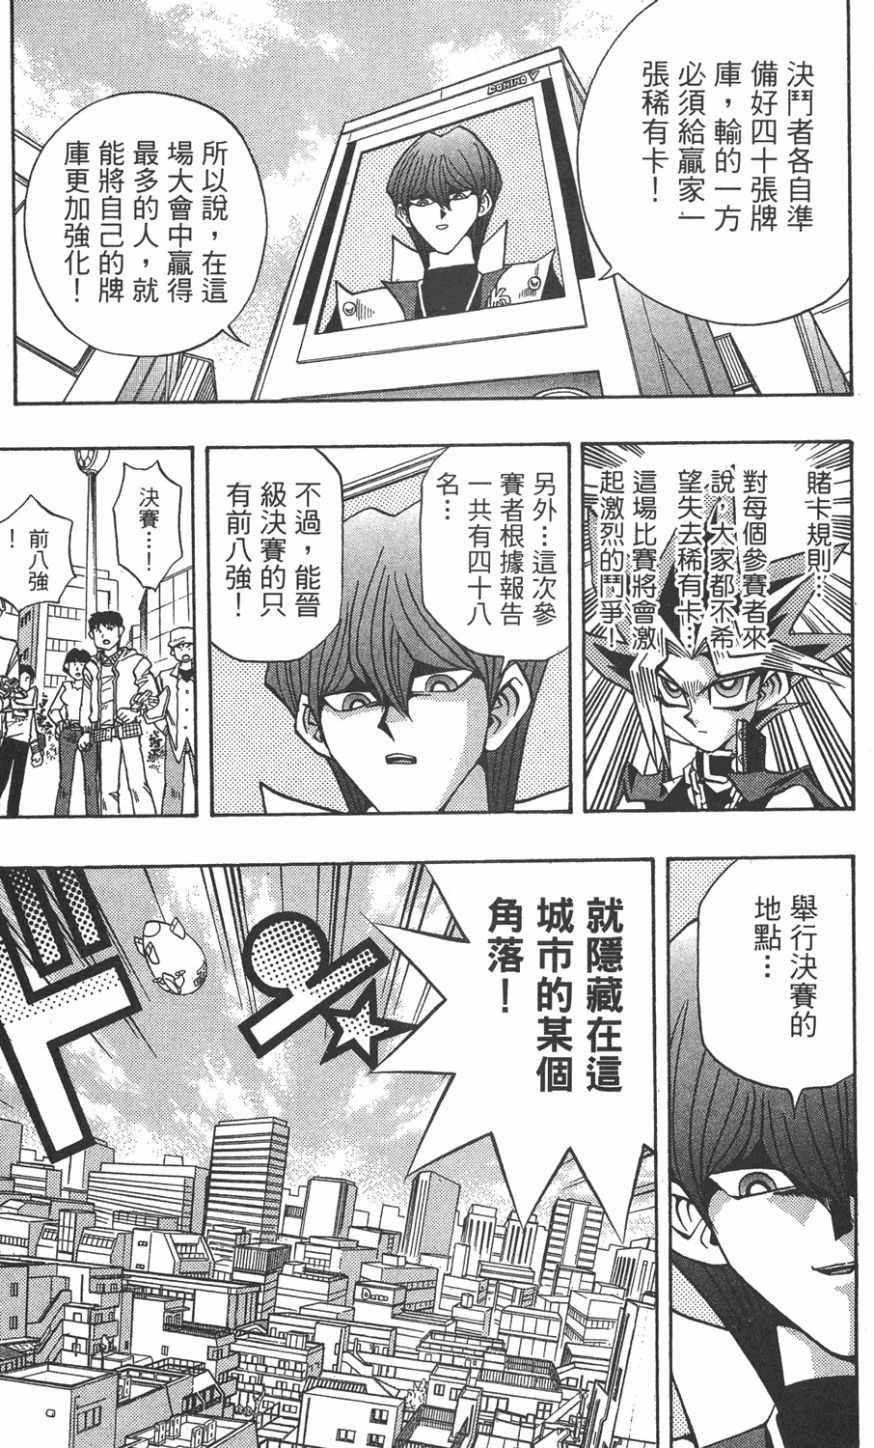 決鬥者各自準
備好四十張牌
庫，輸的一方
必須給贏家一
張稀有卡！
DOMINO
所以說，在這
場大會中贏得
最多的人，就
能將自己的牌
庫更加強化！
賭卡規則…
對每個參賽者來
說，大家都不希
望失去稀有卡…
這場比賽將會激
起激烈的鬥爭！
另外…這次參
賽者根據報告
一共有四十八
名…
不過，能晉
級決賽的只
有前八強！
決賽…！
前八強
！
舉行決賽的
地點…
就隱藏在這
城市的某個
角落！